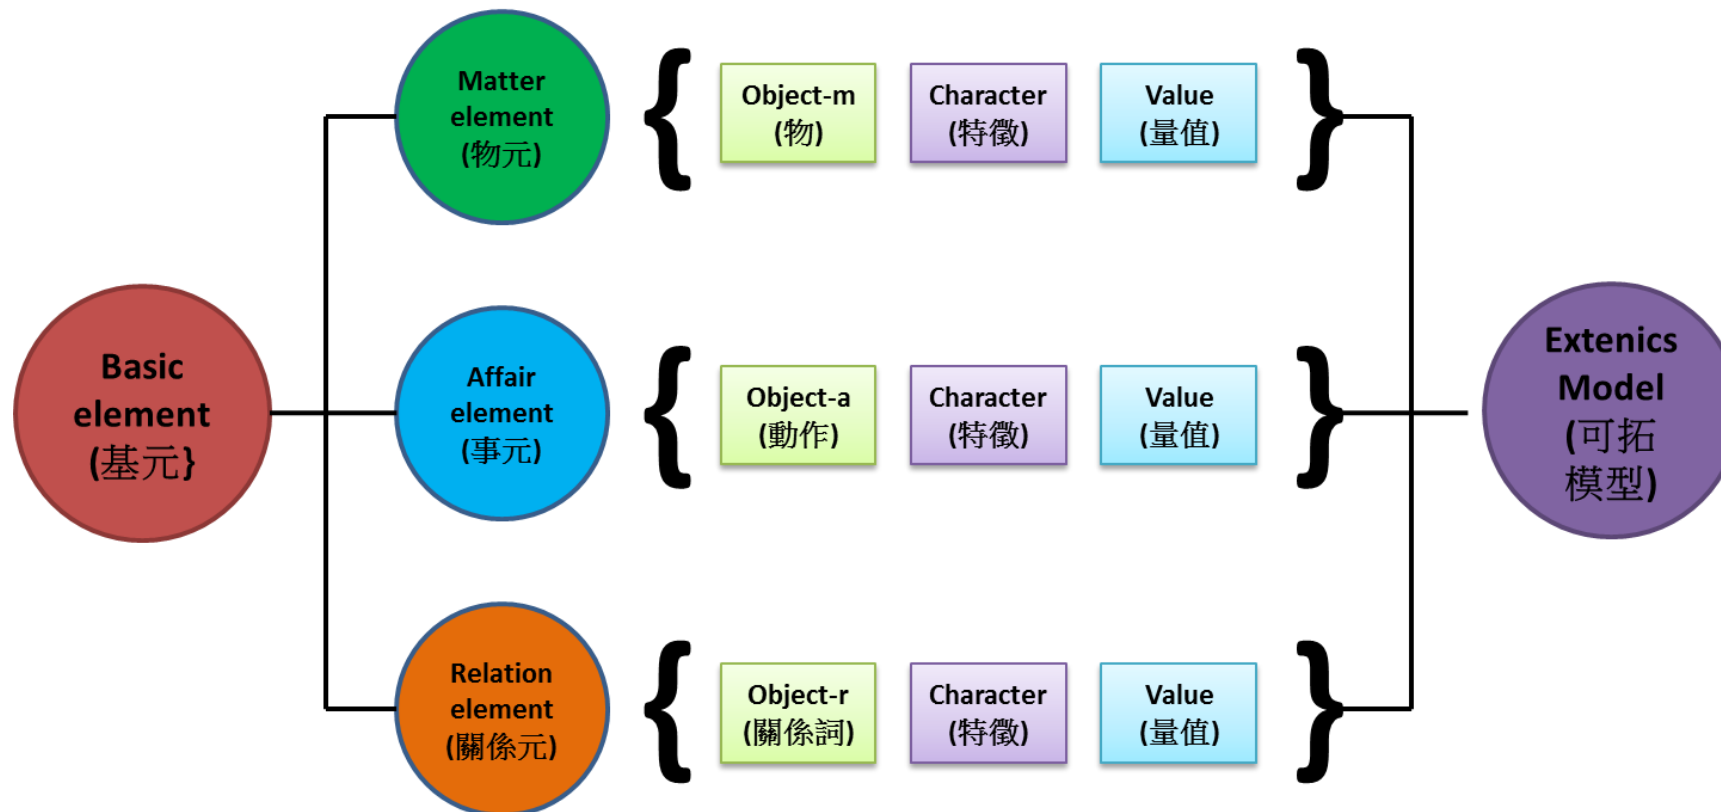 Basic
element
(基元}
Matter
element
(物元)
{
Object-m
(物)
Character
(特徵)
Value
(量值)
}
Affair
element
(事元)
{
Object-a
(動作)
Character
(特徵)
Value
(量值)
}
Relation
element
(關係元)
{
Object-r
(關係詞)
Character
(特徵)
Value
(量值)
}
Extenics
Model
(可拓
模型)